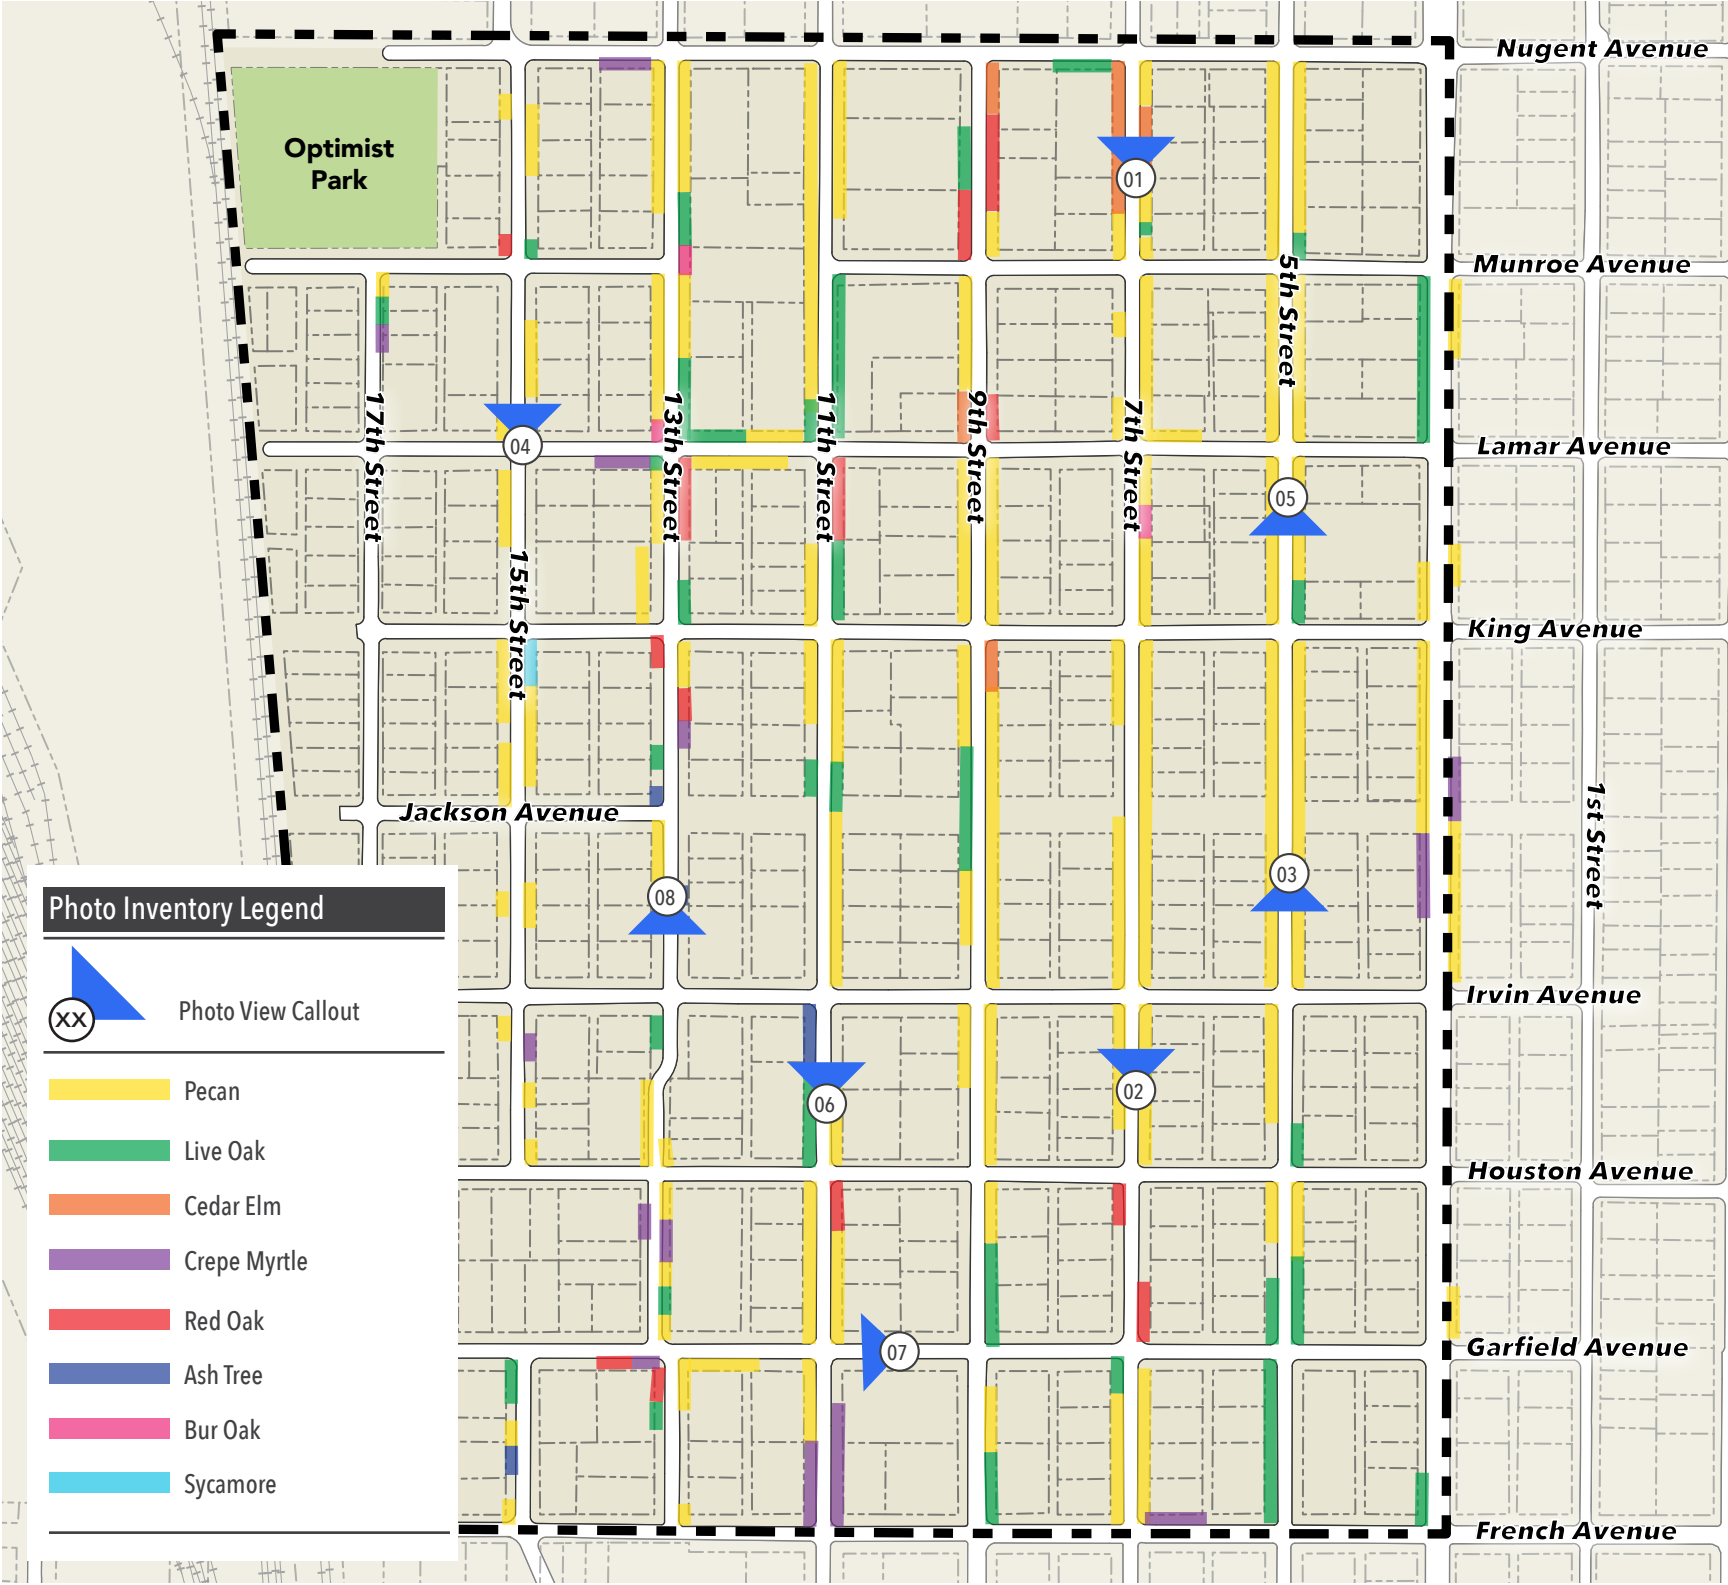 Nugent Avenue
Optimist
Park
01
Munroe Avenue
5th Street
17th Street
13th Street
11th Street
9th Street
7th Street
04
Lamar Avenue
05
15th Street
King Avenue
Jackson Avenue
1st Street
03
08
Photo Inventory Legend
XX
Photo View Callout
Irvin Avenue
06
02
Pecan
Live Oak
Houston Avenue
Cedar Elm
Crepe Myrtle
Red Oak
07
Garfield Avenue
Ash Tree
Bur Oak
Sycamore
French Avenue